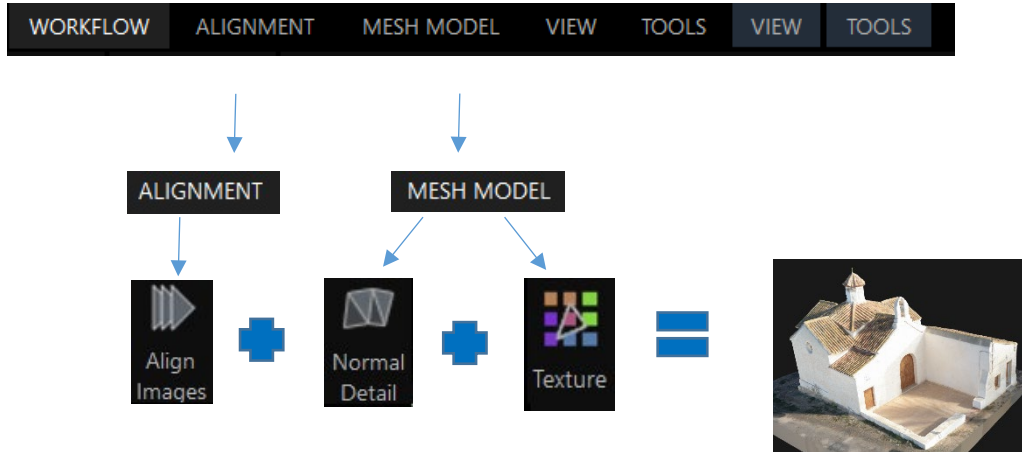 WORKFLOW ALIGNMENT MESH MODEL VIEW TOOLS VIEW TOOLS
ALIGNMENT MESH MODEL
Align
Images
Normal
Detail
Texture